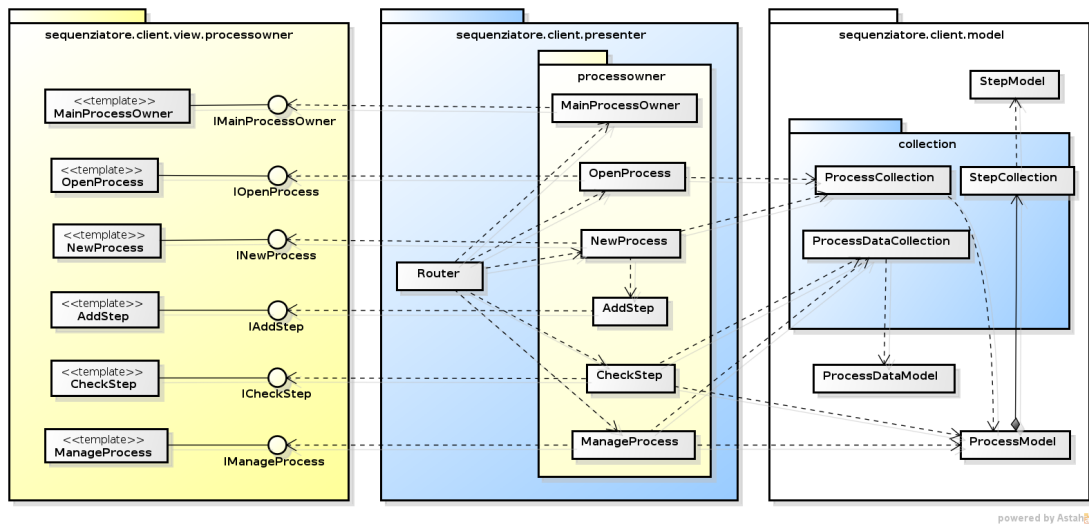 sequenziatore.client.view.processowner
<<template>>
MainProcessOwner
IMainProcessOwner
<<template>>
OpenProcess
IOpenProcess
<<template>>
NewProcess
INewProcess
<<template>>
AddStep
IAddStep
<<template>>
CheckStep
ICheckStep
<<template>>
ManageProcess
IManageProcess
sequenziatore.client.presenter
Router
processowner
MainProcessOwner
OpenProcess
NewProcess
AddStep
CheckStep
ManageProcess
sequenziatore.client.model
StepModel
collection
ProcessCollection
StepCollection
ProcessDataCollection
ProcessDataModel
ProcessModel
powered by Astah